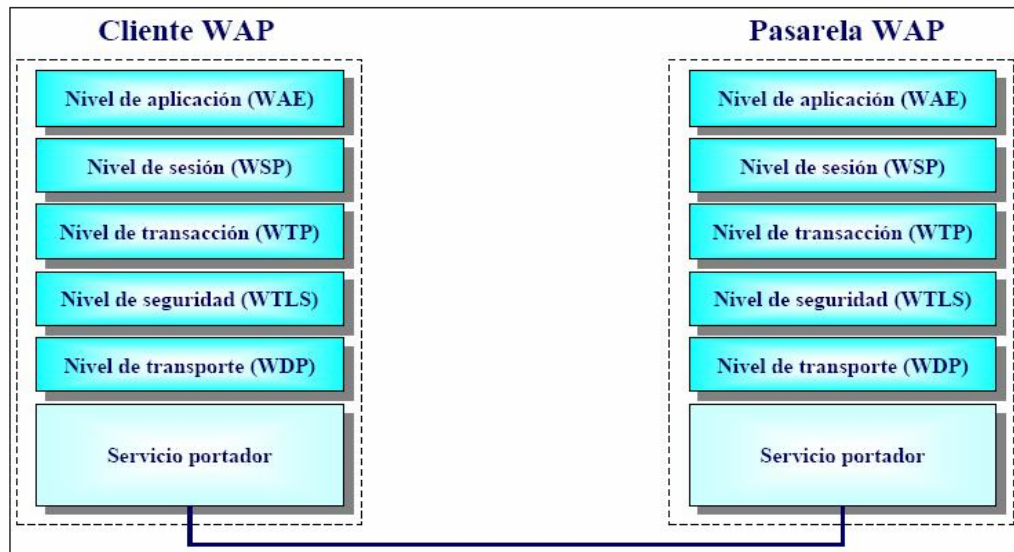 Cliente WAP
Nivel de aplicación (WAE)
Nivel de sesión (WSP)
Nivel de transacción (WTP)
Nivel de seguridad (WTLS)
Nivel de transporte (WDP)
Servicio portador
Pasarela WAP
Nivel de aplicación (WAE)
Nivel de sesión (WSP)
Nivel de transacción (WTP)
Nivel de seguridad (WTLS)
Nivel de transporte (WDP)
Servicio portador